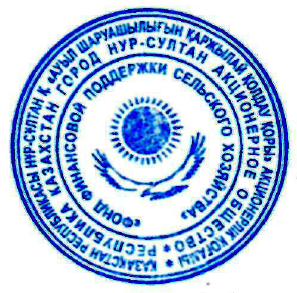 ҚАЗАҚСТАН РЕСПУБЛИКАСЫ НҰР-СҰЛТАН Қ. «АУЫЛ ШАРУАШЫЛЫҒЫН ҚАРЖЫЛАЙ ҚОЛДАУ ҚОРЫ» АКЦИОНЕРЛІК ҚОҒАМЫ *
РЕСПУБЛИКА КАЗАХСТАН ГОРОД НУР-СУЛТАН АКЦИОНЕРНОЕ ОБЩЕСТВО *
«ФОНД ФИНАНСОВОЙ ПОДДЕРЖКИ СЕЛЬСКОГО ХОЗЯЙСТВА»